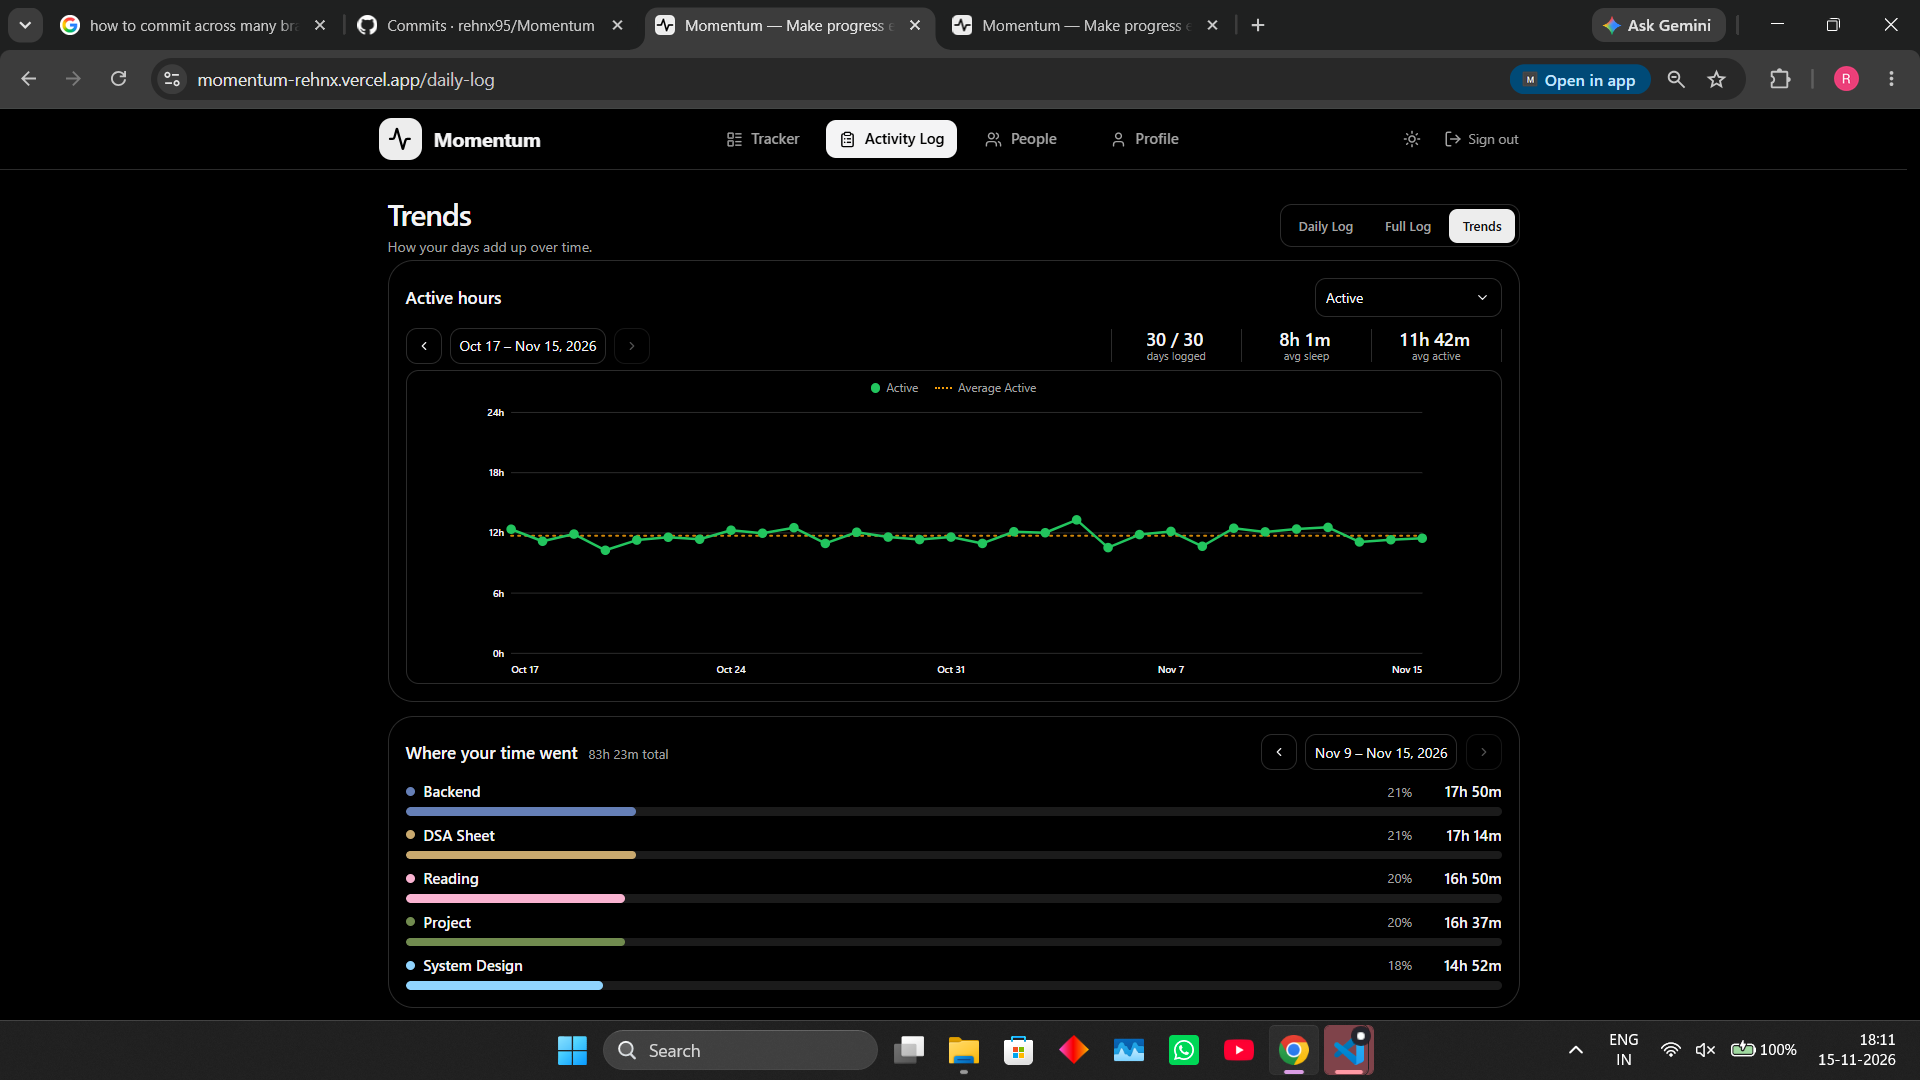 how to commit across many bra
Commits · rehnx95/Momentum
Momentum — Make progress e
Momentum — Make progress e
Ask Gemini
momentum-rehnx.vercel.app/daily-log
M Open in app
R
Momentum
Tracker
Activity Log
People
Profile
Sign out
Trends
How your days add up over time.
Daily Log
Full Log
Trends
Active hours
Active
Oct 17 – Nov 15, 2026
30 / 30
days logged
8h 1m
avg sleep
11h 42m
avg active
Active
Average Active
24h
18h
12h
6h
0h
Oct 17
Oct 24
Oct 31
Nov 7
Nov 15
Where your time went 83h 23m total
Nov 9 – Nov 15, 2026
Backend 21% 17h 50m
DSA Sheet 21% 17h 14m
Reading 20% 16h 50m
Project 20% 16h 37m
System Design 18% 14h 52m
Search
ENG
IN
100%
18:11
15-11-2026